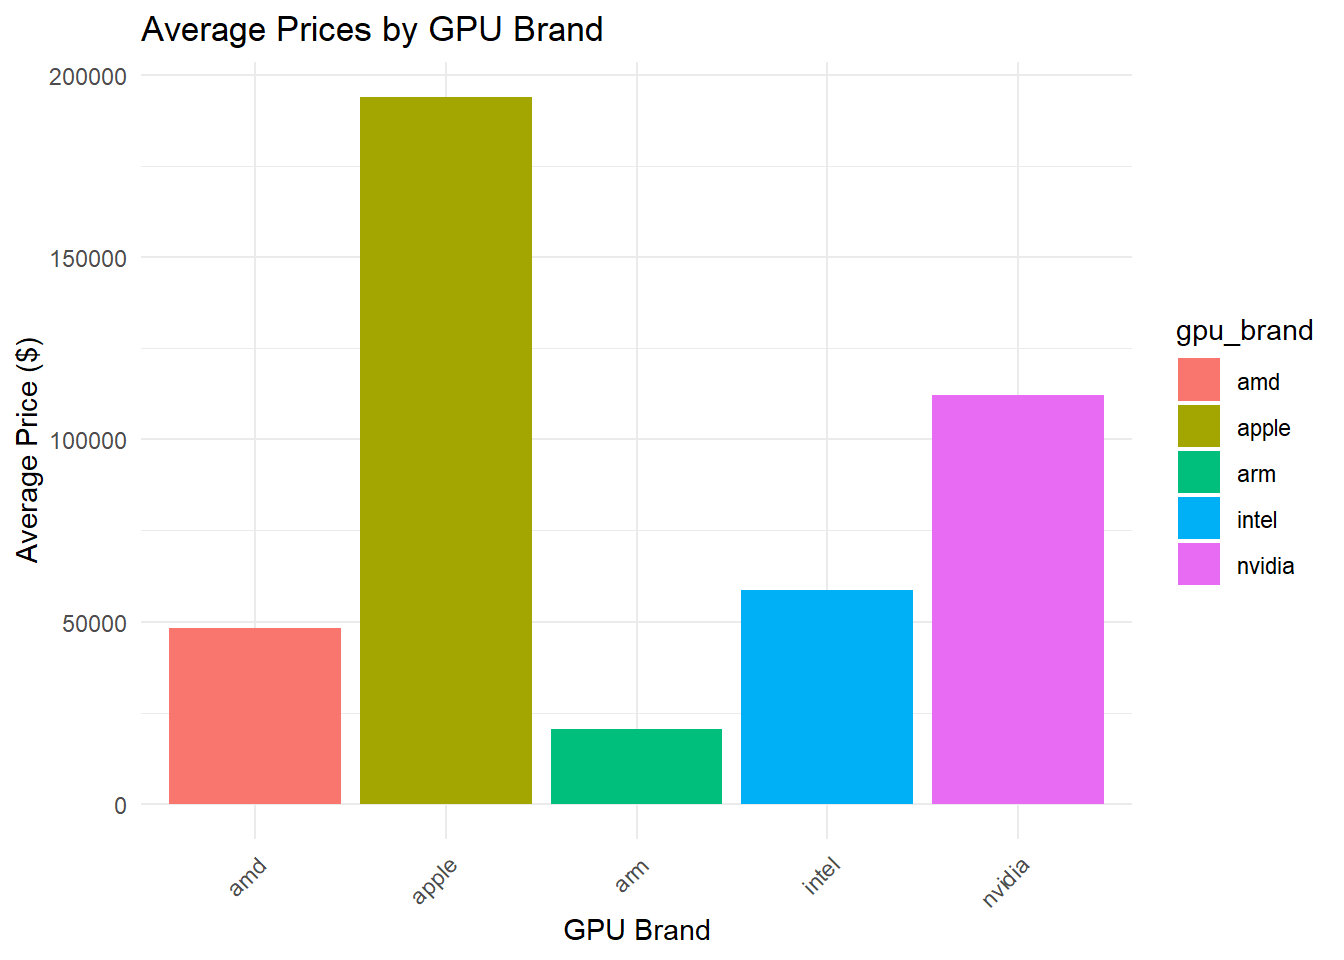 Average Prices by GPU Brand
200000
150000
100000
50000
0
Average Price ($)
amd
apple
arm
intel
nvidia
GPU Brand
gpu_brand
amd
apple
arm
intel
nvidia